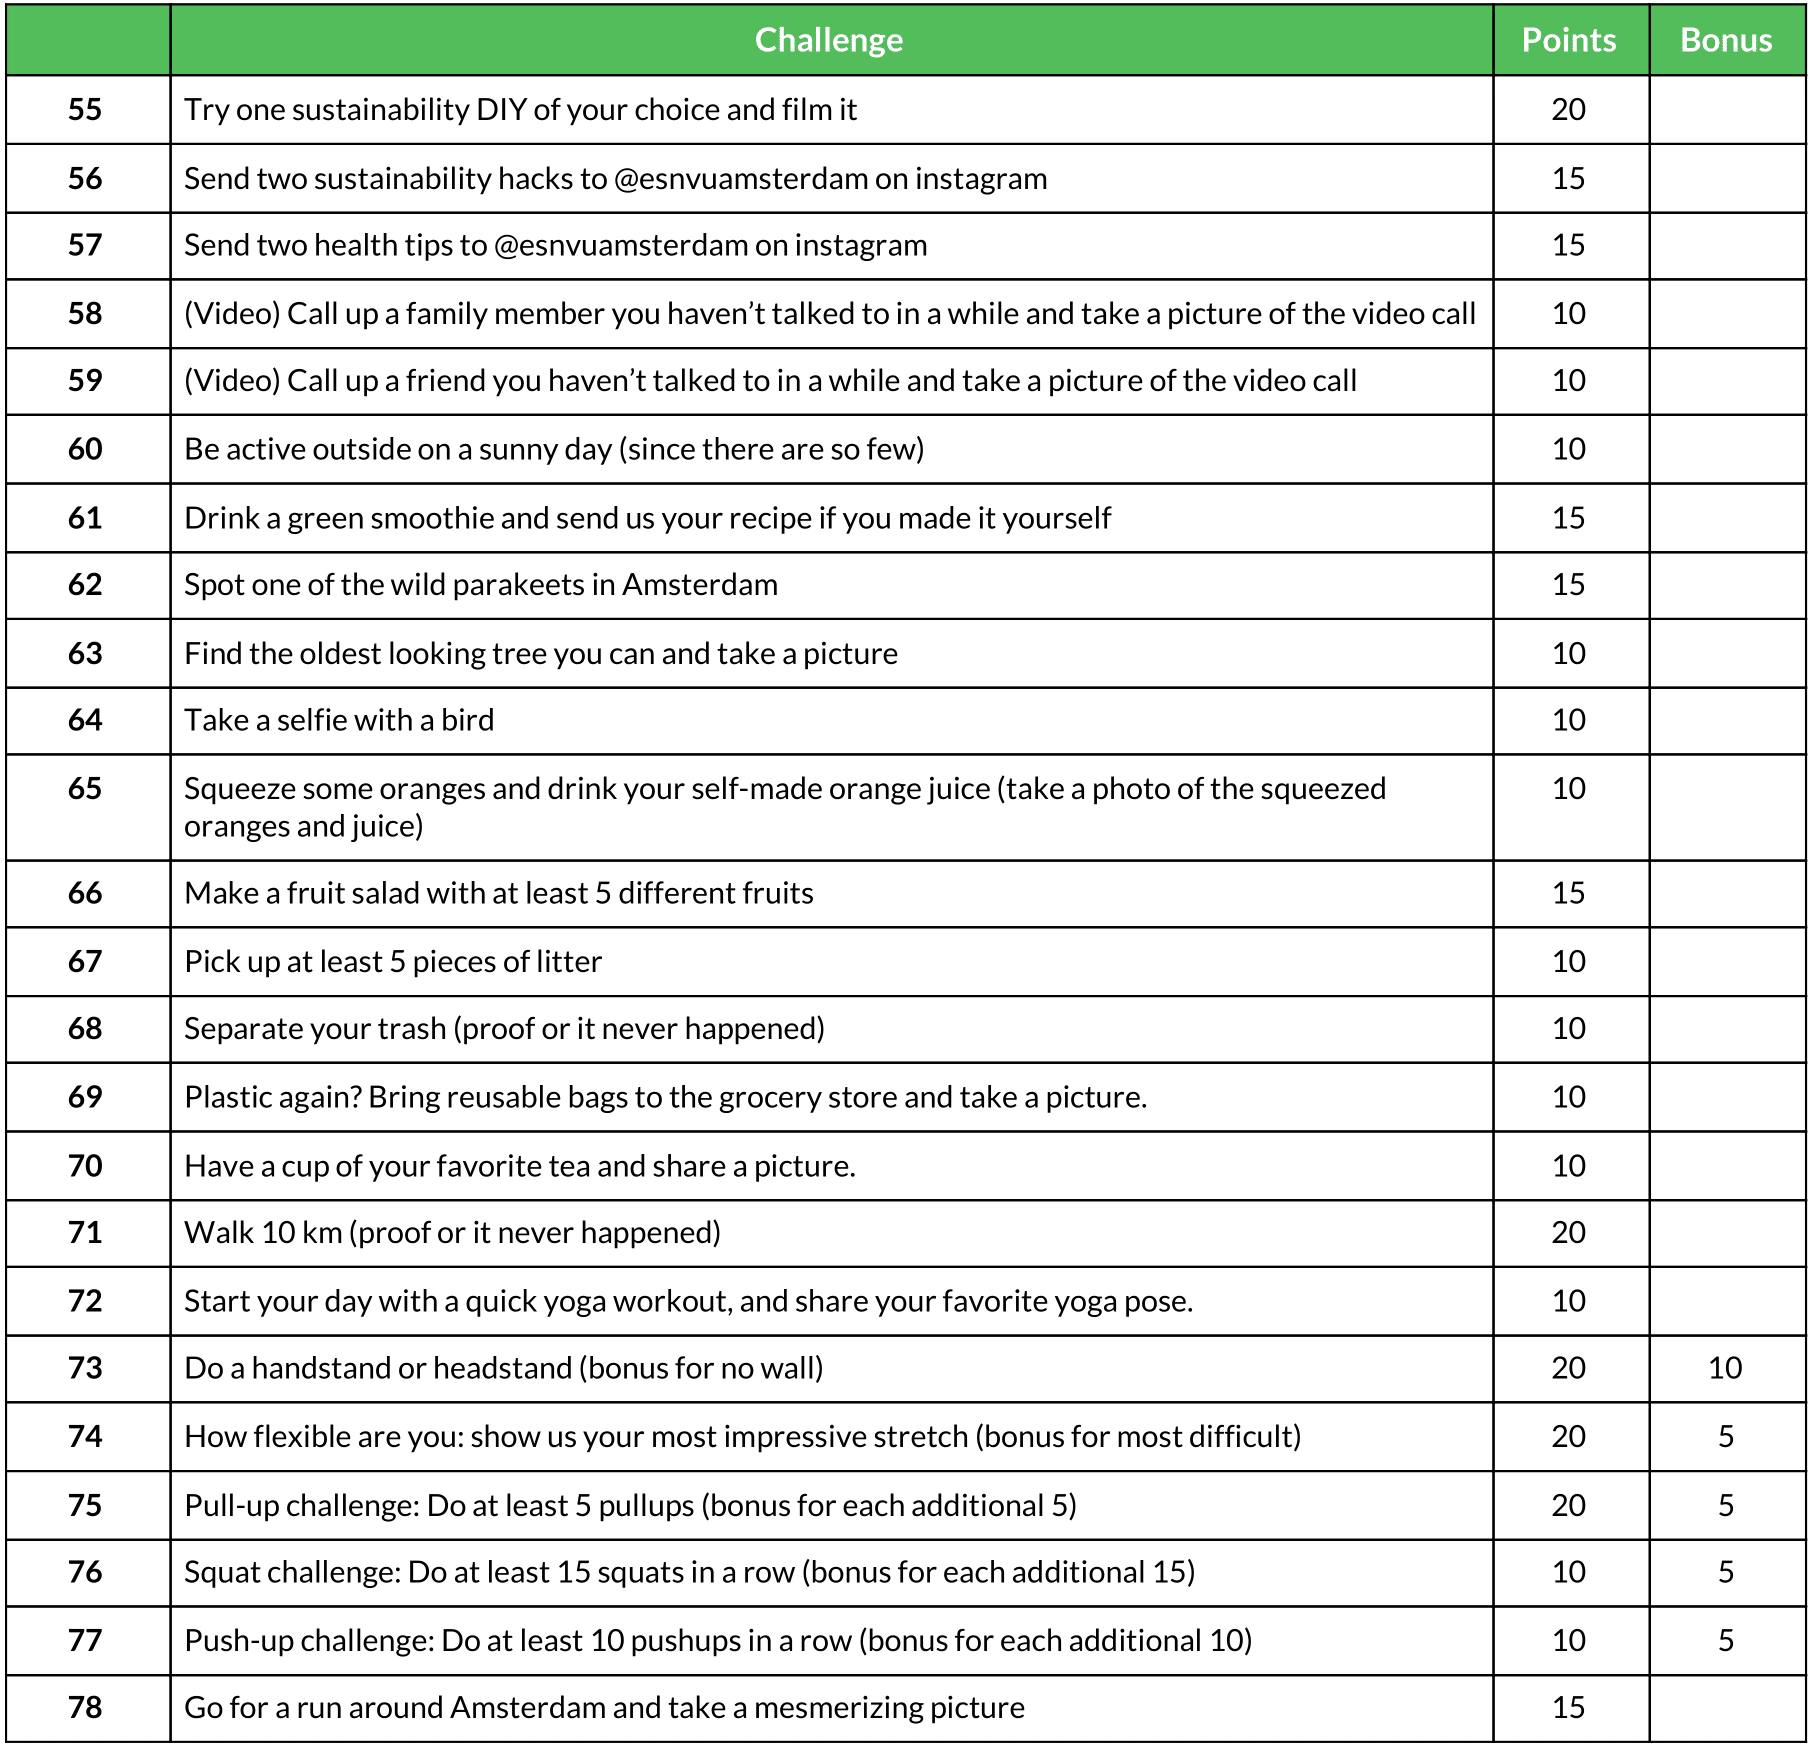 Challenge Points Bonus
55 Try one sustainability DIY of your choice and film it 20
56 Send two sustainability hacks to @esnvuamsterdam on instagram 15
57 Send two health tips to @esnvuamsterdam on instagram 15
58 (Video) Call up a family member you haven’t talked to in a while and take a picture of the video call 10
59 (Video) Call up a friend you haven’t talked to in a while and take a picture of the video call 10
60 Be active outside on a sunny day (since there are so few) 10
61 Drink a green smoothie and send us your recipe if you made it yourself 15
62 Spot one of the wild parakeets in Amsterdam 15
63 Find the oldest looking tree you can and take a picture 10
64 Take a selfie with a bird 10
65 Squeeze some oranges and drink your self-made orange juice (take a photo of the squeezed 10
oranges and juice)
66 Make a fruit salad with at least 5 different fruits 15
67 Pick up at least 5 pieces of litter 10
68 Separate your trash (proof or it never happened) 10
69 Plastic again? Bring reusable bags to the grocery store and take a picture. 10
70 Have a cup of your favorite tea and share a picture. 10
71 Walk 10 km (proof or it never happened) 20
72 Start your day with a quick yoga workout, and share your favorite yoga pose. 10
73 Do a handstand or headstand (bonus for no wall) 20 10
74 How flexible are you: show us your most impressive stretch (bonus for most difficult) 20 5
75 Pull-up challenge: Do at least 5 pullups (bonus for each additional 5) 20 5
76 Squat challenge: Do at least 15 squats in a row (bonus for each additional 15) 10 5
77 Push-up challenge: Do at least 10 pushups in a row (bonus for each additional 10) 10 5
78 Go for a run around Amsterdam and take a mesmerizing picture 15